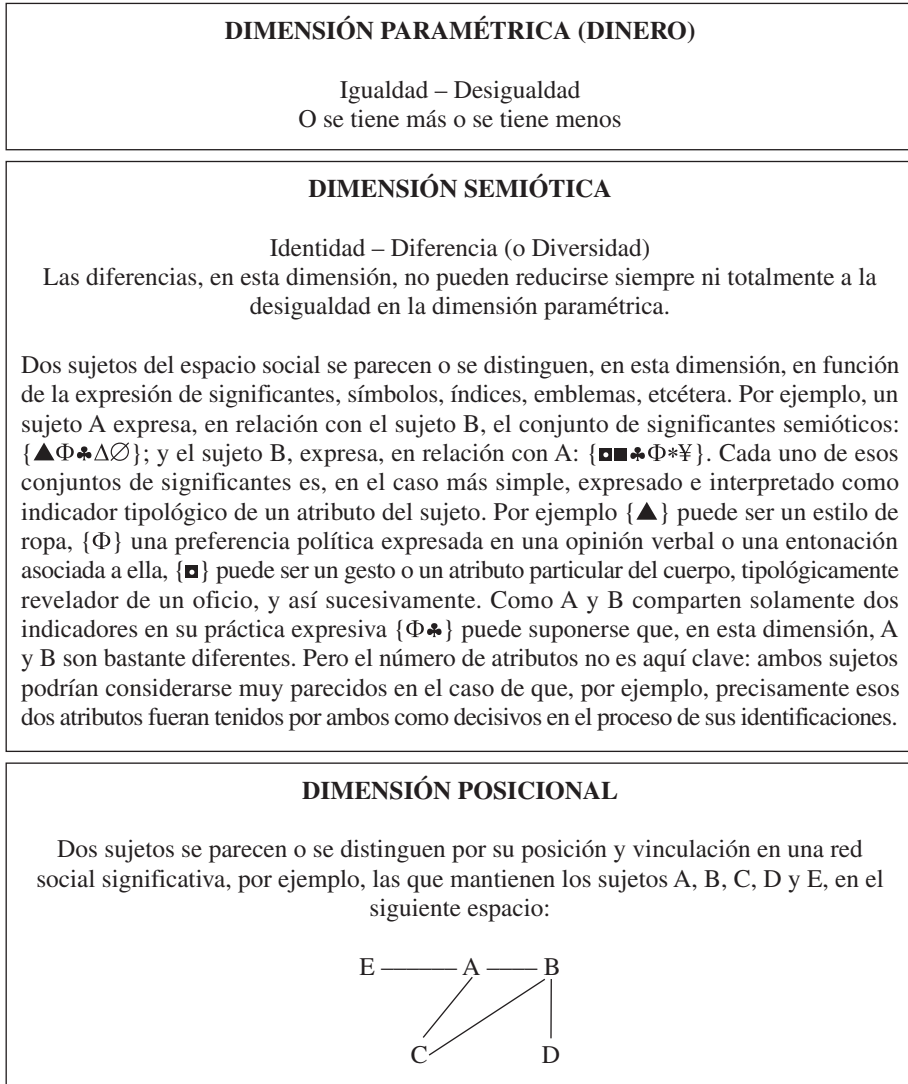 DIMENSIÓN PARAMÉTRICA (DINERO)
Igualdad – Desigualdad
O se tiene más o se tiene menos
DIMENSIÓN SEMIÓTICA
Identidad – Diferencia (o Diversidad)
Las diferencias, en esta dimensión, no pueden reducirse siempre ni totalmente a la
desigualdad en la dimensión paramétrica.
Dos sujetos del espacio social se parecen o se distinguen, en esta dimensión, en función
de la expresión de significantes, símbolos, índices, emblemas, etcétera. Por ejemplo, un
sujeto A expresa, en relación con el sujeto B, el conjunto de significantes semióticos:
{▲Φ♣Δ∅}; y el sujeto B, expresa, en relación con A: {◘■♣Φ*¥}. Cada uno de esos
conjuntos de significantes es, en el caso más simple, expresado e interpretado como
indicador tipológico de un atributo del sujeto. Por ejemplo {▲} puede ser un estilo de
ropa, {Φ} una preferencia política expresada en una opinión verbal o una entonación
asociada a ella, {◘} puede ser un gesto o un atributo particular del cuerpo, tipológicamente
revelador de un oficio, y así sucesivamente. Como A y B comparten solamente dos
indicadores en su práctica expresiva {Φ♣} puede suponerse que, en esta dimensión, A
y B son bastante diferentes. Pero el número de atributos no es aquí clave: ambos sujetos
podrían considerarse muy parecidos en el caso de que, por ejemplo, precisamente esos
dos atributos fueran tenidos por ambos como decisivos en el proceso de sus identificaciones.
DIMENSIÓN POSICIONAL
Dos sujetos se parecen o se distinguen por su posición y vinculación en una red
social significativa, por ejemplo, las que mantienen los sujetos A, B, C, D y E, en el
siguiente espacio:
E A B
C D